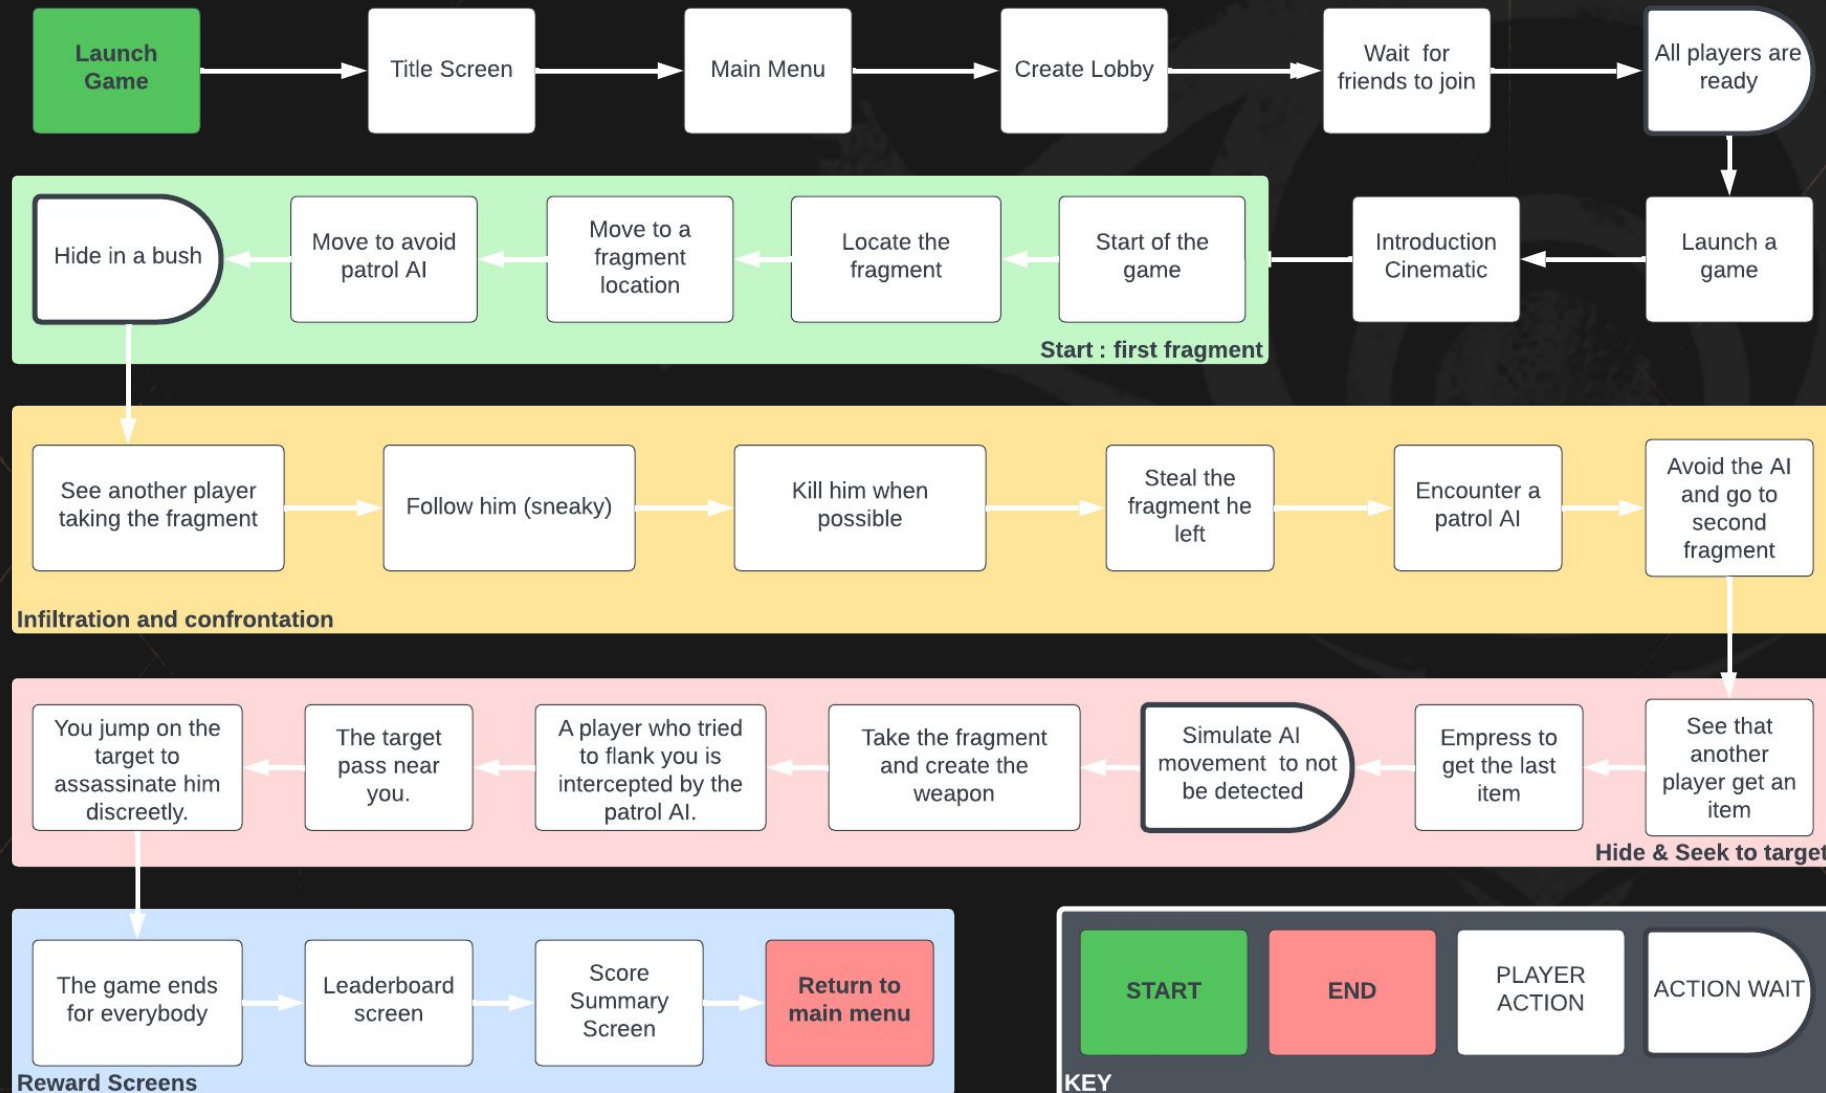 Launch
Game
Title Screen
Main Menu
Create Lobby
Wait for
friends to join
All players are
ready
Launch a
game
Introduction
Cinematic
Start of the
game
Locate the
fragment
Move to a
fragment
location
Move to avoid
patrol AI
Hide in a bush
Start : first fragment
See another player
taking the fragment
Follow him (sneaky)
Kill him when
possible
Steal the
fragment he
left
Encounter a
patrol AI
Avoid the AI
and go to
second
fragment
Infiltration and confrontation
See that
another
player get an
item
Empress to
get the last
item
Simulate AI
movement to not
be detected
Take the fragment
and create the
weapon
A player who tried
to flank you is
intercepted by the
patrol AI.
The target
pass near
you.
You jump on the
target to
assassinate him
discreetly.
Hide & Seek to target
The game ends
for everybody
Leaderboard
screen
Score
Summary
Screen
Return to
main menu
Reward Screens
START
END
PLAYER
ACTION
ACTION WAIT
KEY